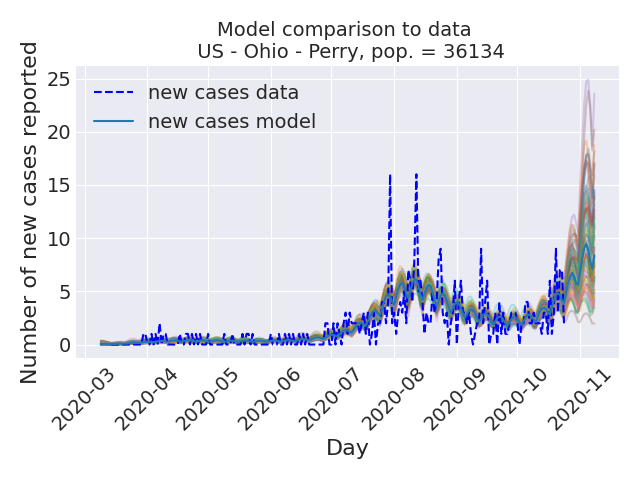 Model comparison to data
US - Ohio - Perry, pop. = 36134
Number of new cases reported
25
20
15
10
5
0
new cases data
new cases model
2020-03
2020-04
2020-05
2020-06
2020-07
2020-08
2020-09
2020-10
2020-11
Day